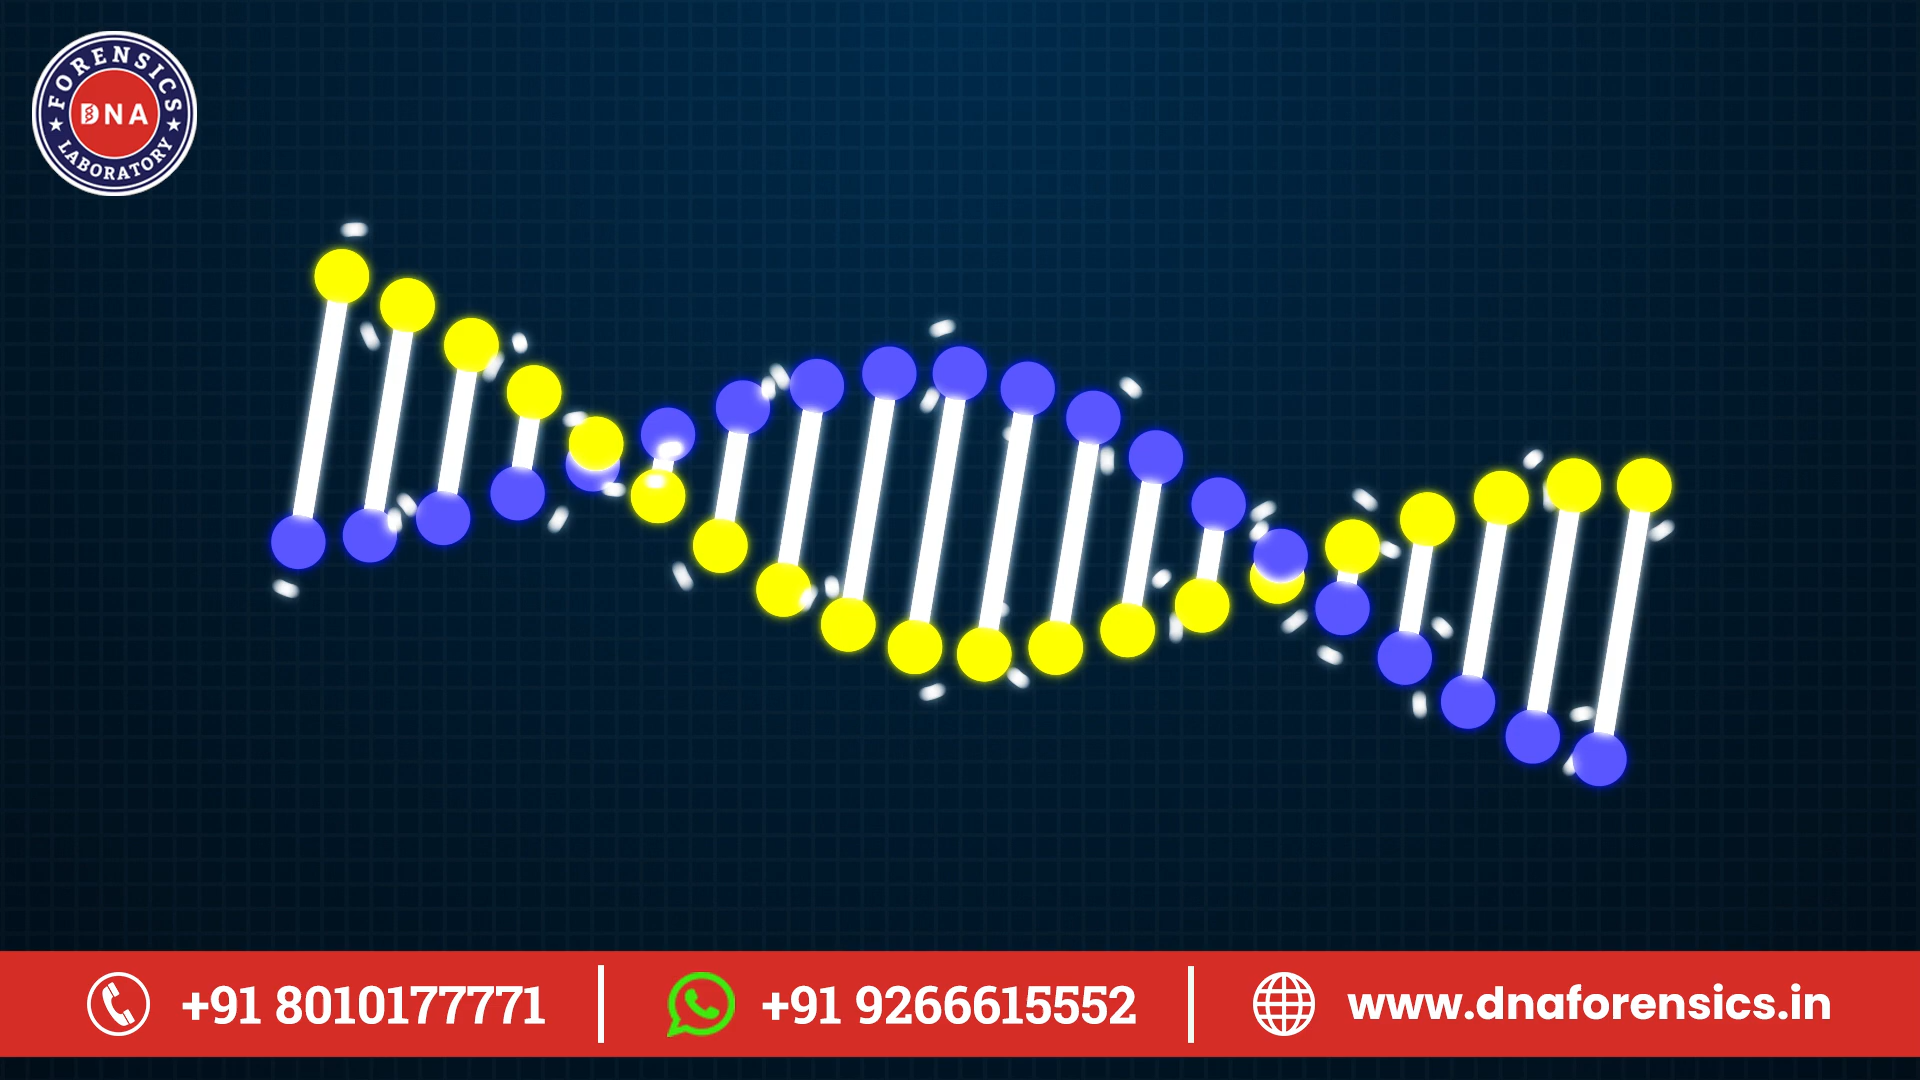 FORENSICS
DNA
LABORATORY
+91 8010177771
+91 9266615552
www.dnaforensics.in